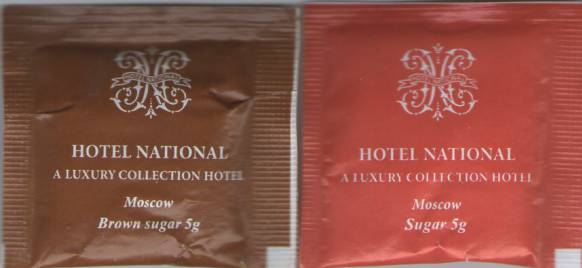 HOTEL NATIONAL
A LUXURY COLLECTION HOTEL
Moscow
Brown sugar 5g
HOTEL NATIONAL
A LUXURY COLLECTION HOTEL
Moscow
Sugar 5g